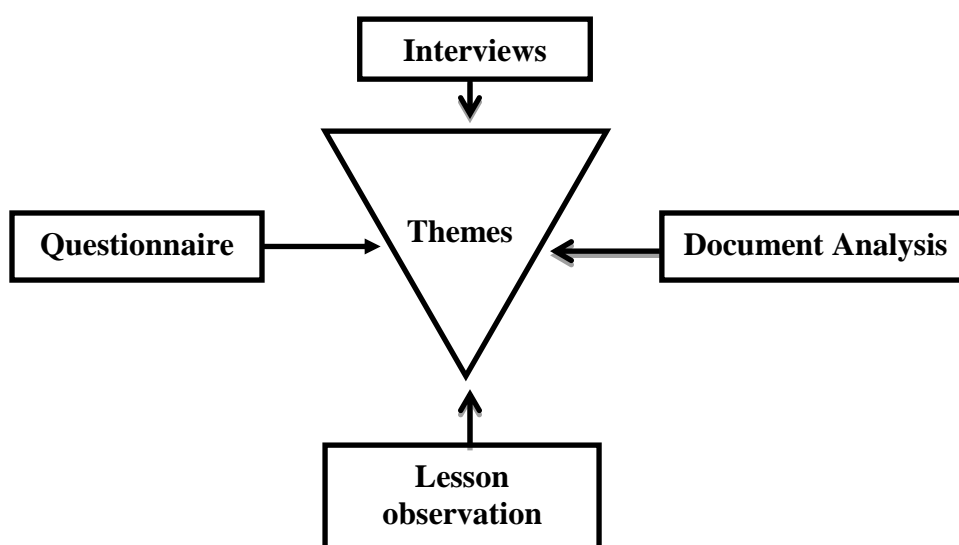 Interviews
Themes
Questionnaire
Document Analysis
Lesson
observation